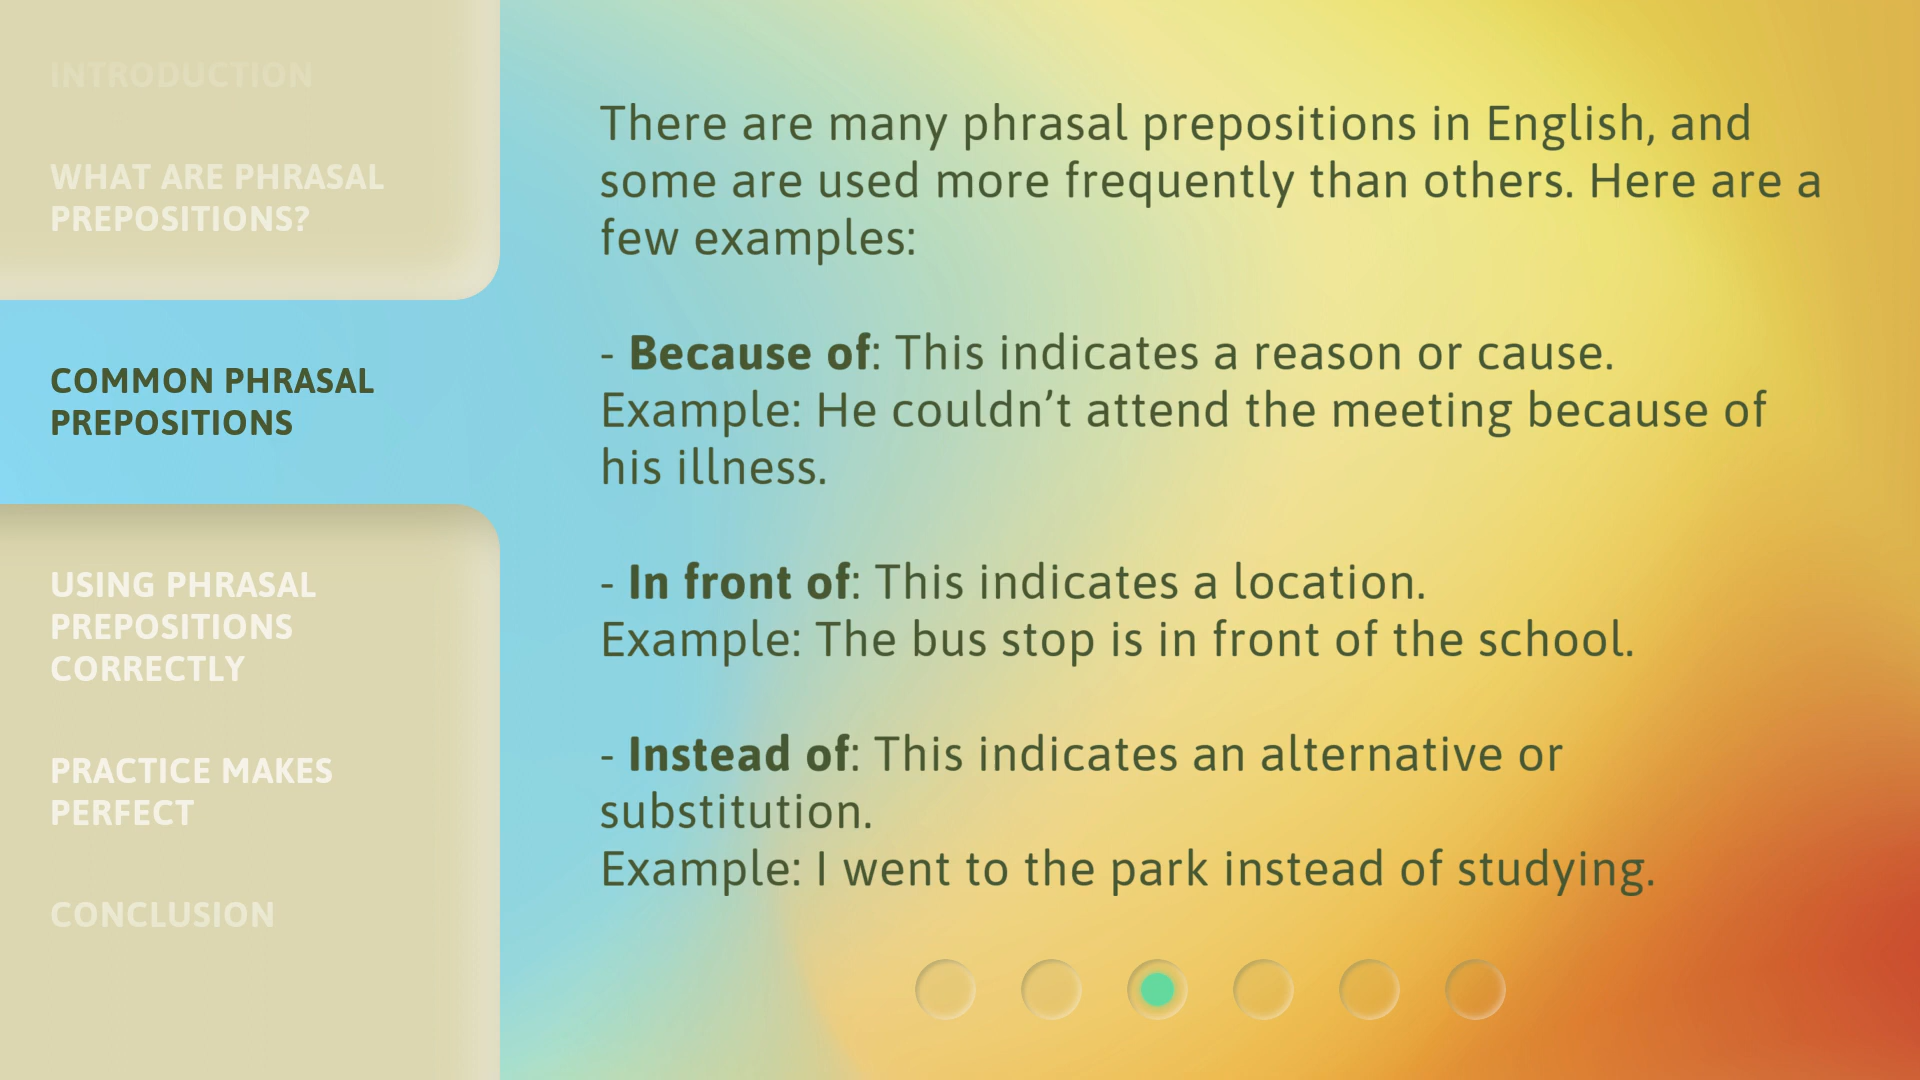 INTRODUCTION
WHAT ARE PHRASAL
PREPOSITIONS?
COMMON PHRASAL
PREPOSITIONS
USING PHRASAL
PREPOSITIONS
CORRECTLY
PRACTICE MAKES
PERFECT
CONCLUSION
There are many phrasal prepositions in English, and
some are used more frequently than others. Here are a
few examples:
- Because of: This indicates a reason or cause.
Example: He couldn’t attend the meeting because of
his illness.
- In front of: This indicates a location.
Example: The bus stop is in front of the school.
- Instead of: This indicates an alternative or
substitution.
Example: I went to the park instead of studying.